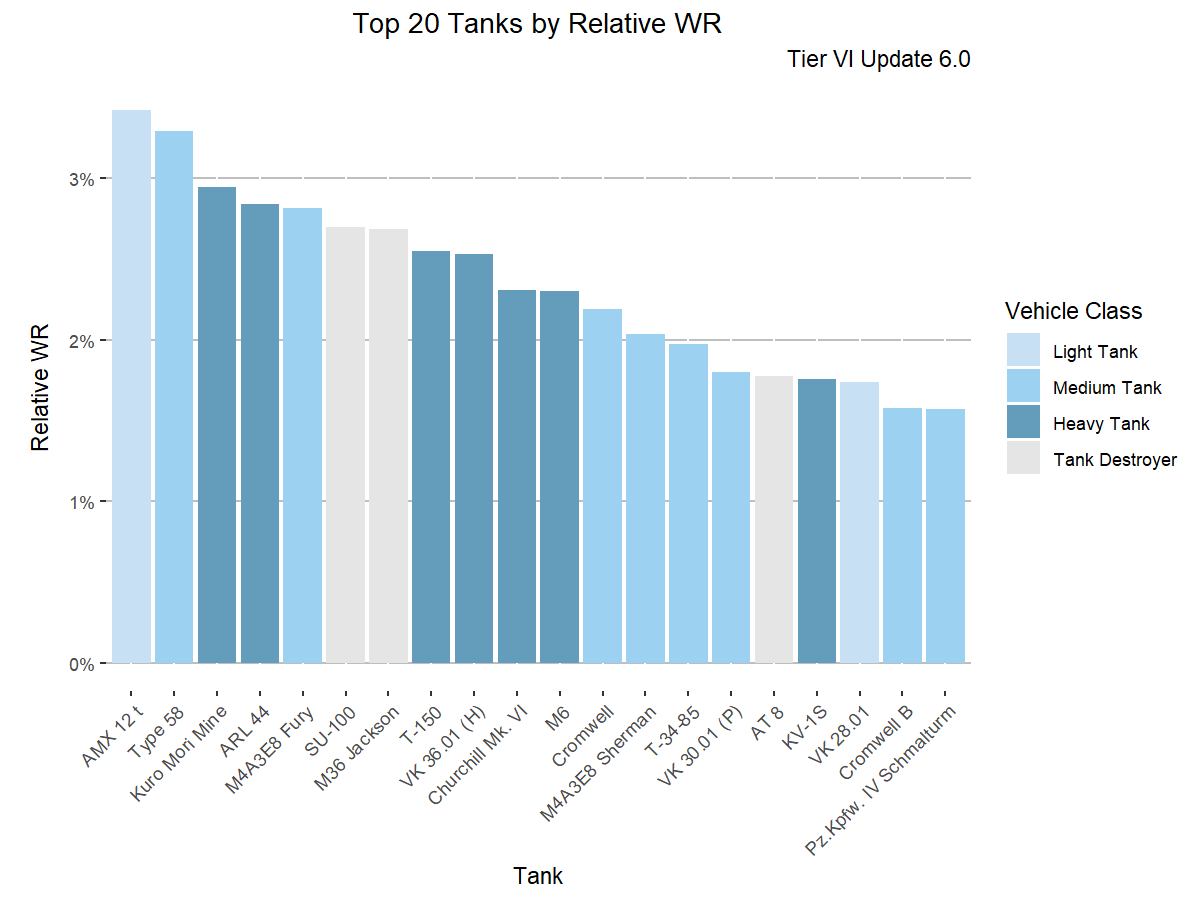 Top 20 Tanks by Relative WR
Tier VI Update 6.0
3%
2%
1%
0%
Relative WR
AMX 12 t
Type 58
Kuro Mori Mine
ARL 44
M4A3E8 Fury
SU-100
M36 Jackson
T-150
VK 36.01 (H)
Churchill Mk. VI
M6
Cromwell
M4A3E8 Sherman
T-34-85
VK 30.01 (P)
AT 8
KV-1S
VK 28.01
Cromwell B
Pz.Kpfw. IV Schmalturm
Tank
Vehicle Class
Light Tank
Medium Tank
Heavy Tank
Tank Destroyer